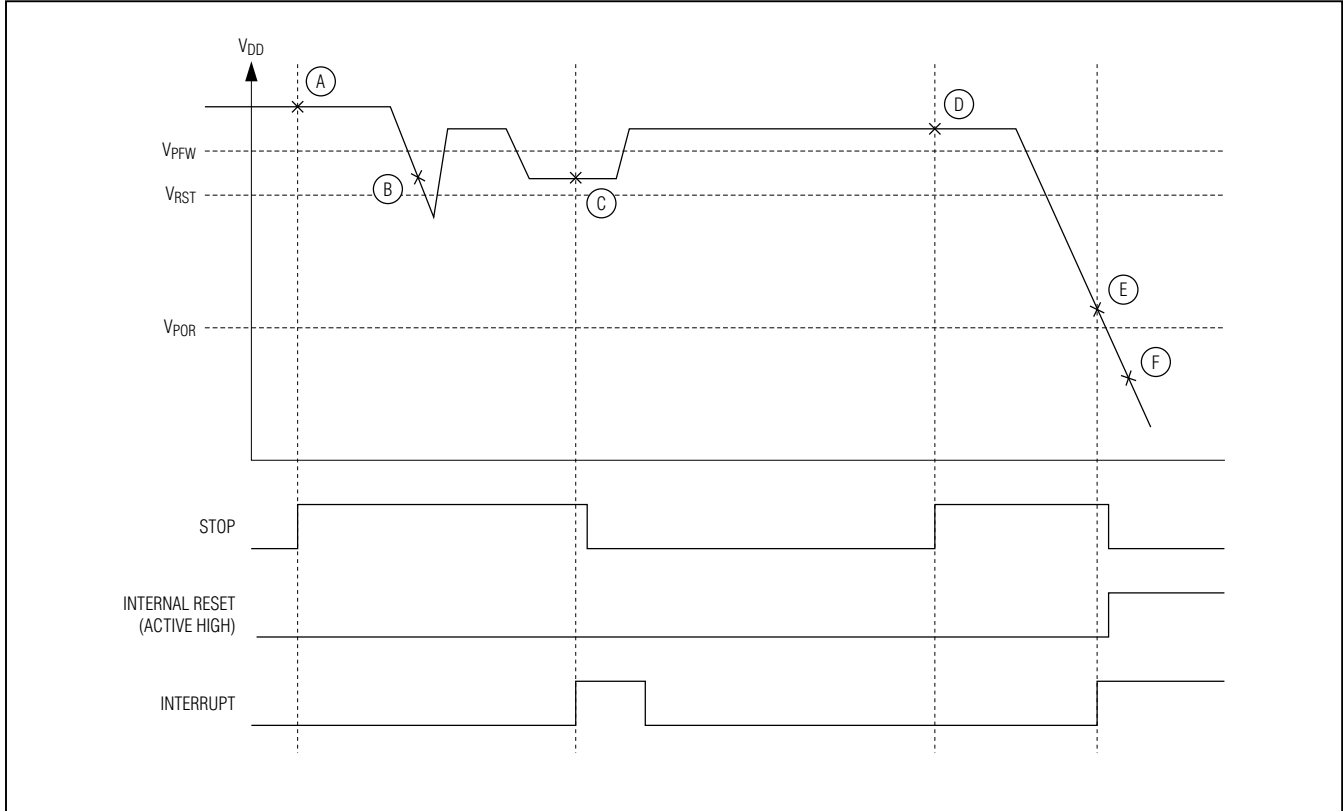 VDD
A
D
VPFW
B
C
VRST
E
VPOR
F
STOP
INTERNAL RESET
(ACTIVE HIGH)
INTERRUPT